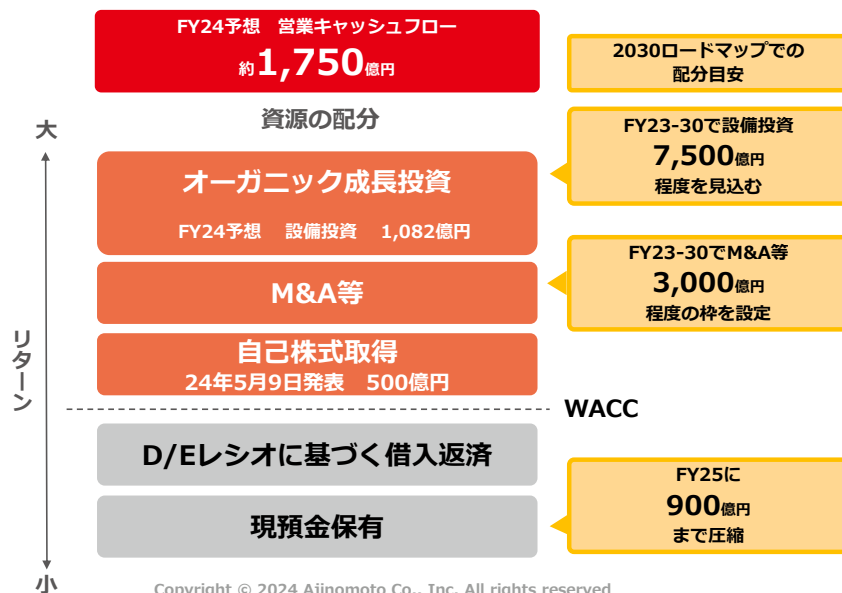 FY24予想 営業キャッシュフロー
約1,750億円
2030ロードマップでの
配分目安
資源の配分
大
FY23-30で設備投資
7,500億円
程度を見込む
オーガニック成長投資
FY24予想 設備投資 1,082億円
FY23-30でM&A等
3,000億円
程度の枠を設定
M&A等
リターン
自己株式取得
24年5月9日発表 500億円
WACC
D/Eレシオに基づく借入返済
FY25に
900億円
まで圧縮
現預金保有
小
Copyright © 2024 Ajinomoto Co., Inc. All rights reserved